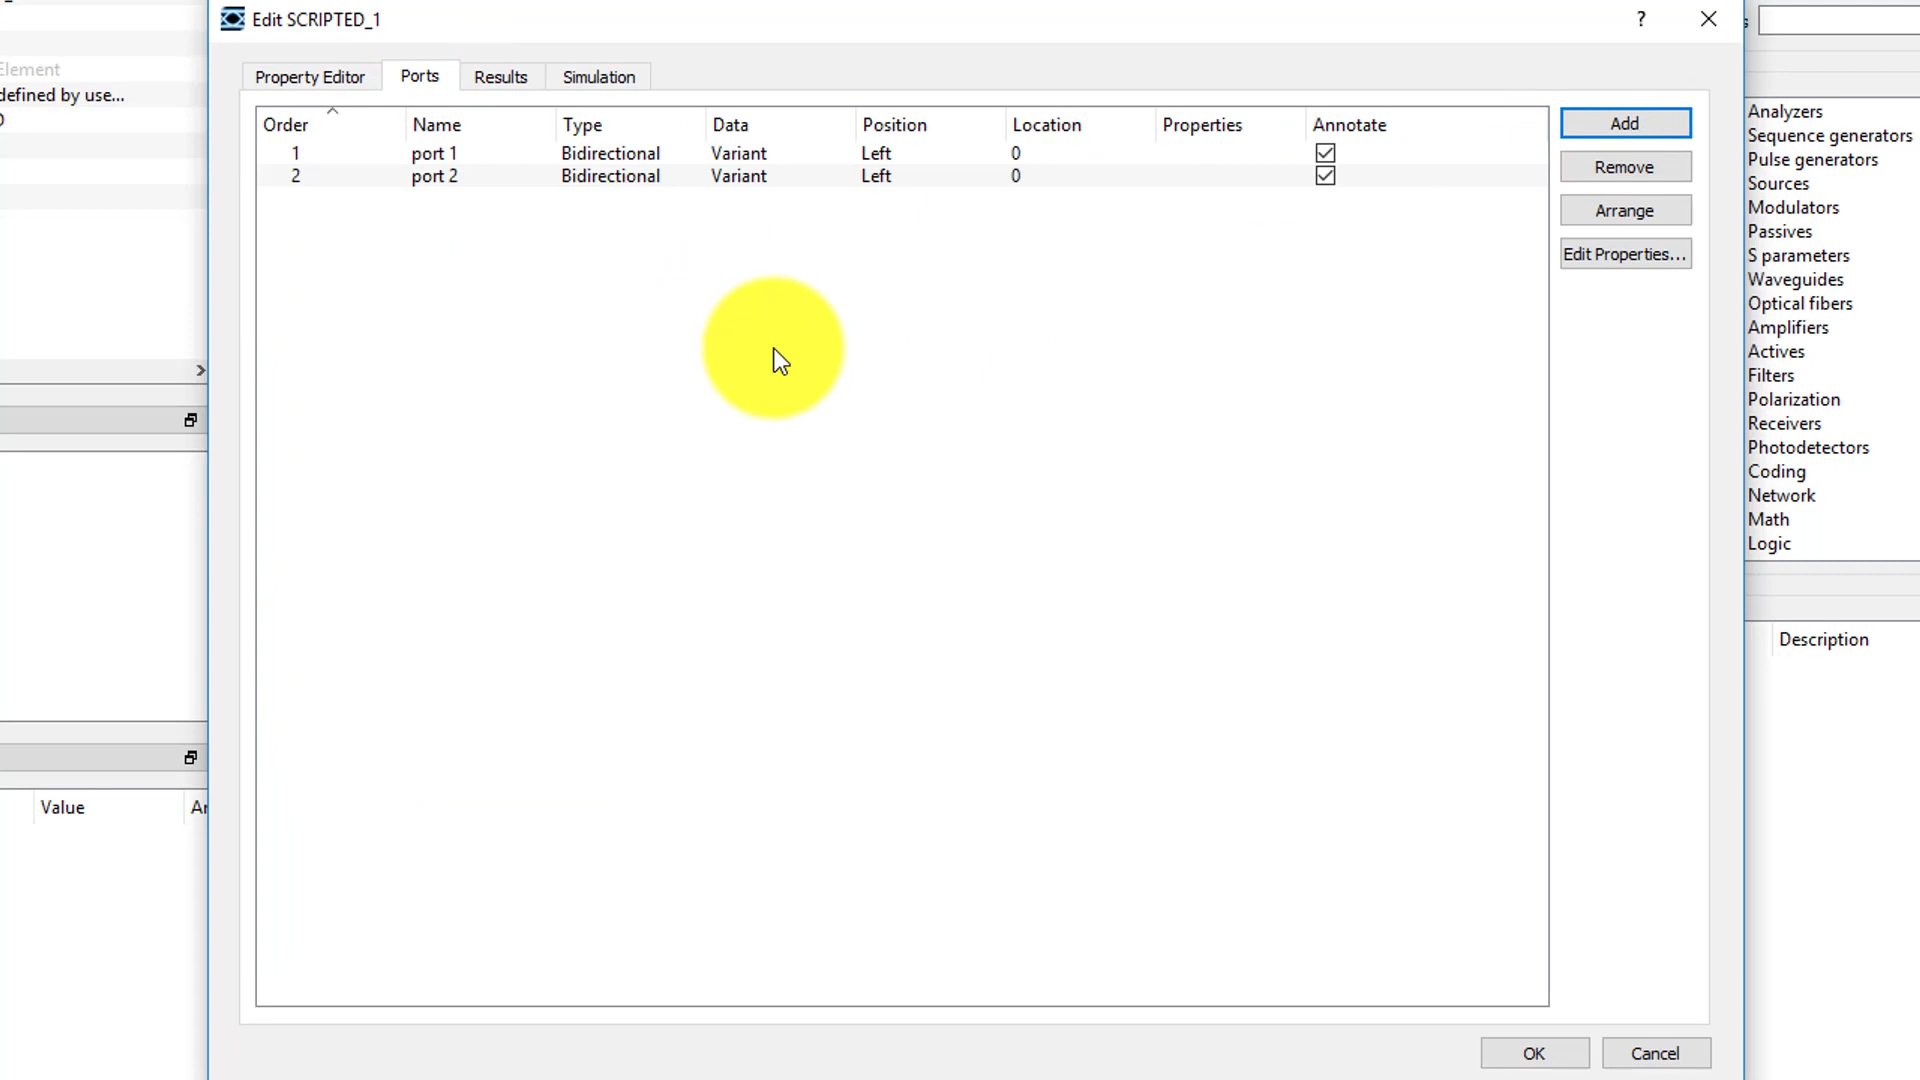 Edit SCRIPTED_1
?
Element
defined by use...
Property Editor
Ports
Results
Simulation
Order Name Type Data Position Location Properties Annotate
1 port 1 Bidirectional Variant Left 0
2 port 2 Bidirectional Variant Left 0
Add
Remove
Arrange
Edit Properties...
Analyzers
Sequence generators
Pulse generators
Sources
Modulators
Passives
S parameters
Waveguides
Optical fibers
Amplifiers
Actives
Filters
Polarization
Receivers
Photodetectors
Coding
Network
Math
Logic
Description
Value
OK
Cancel